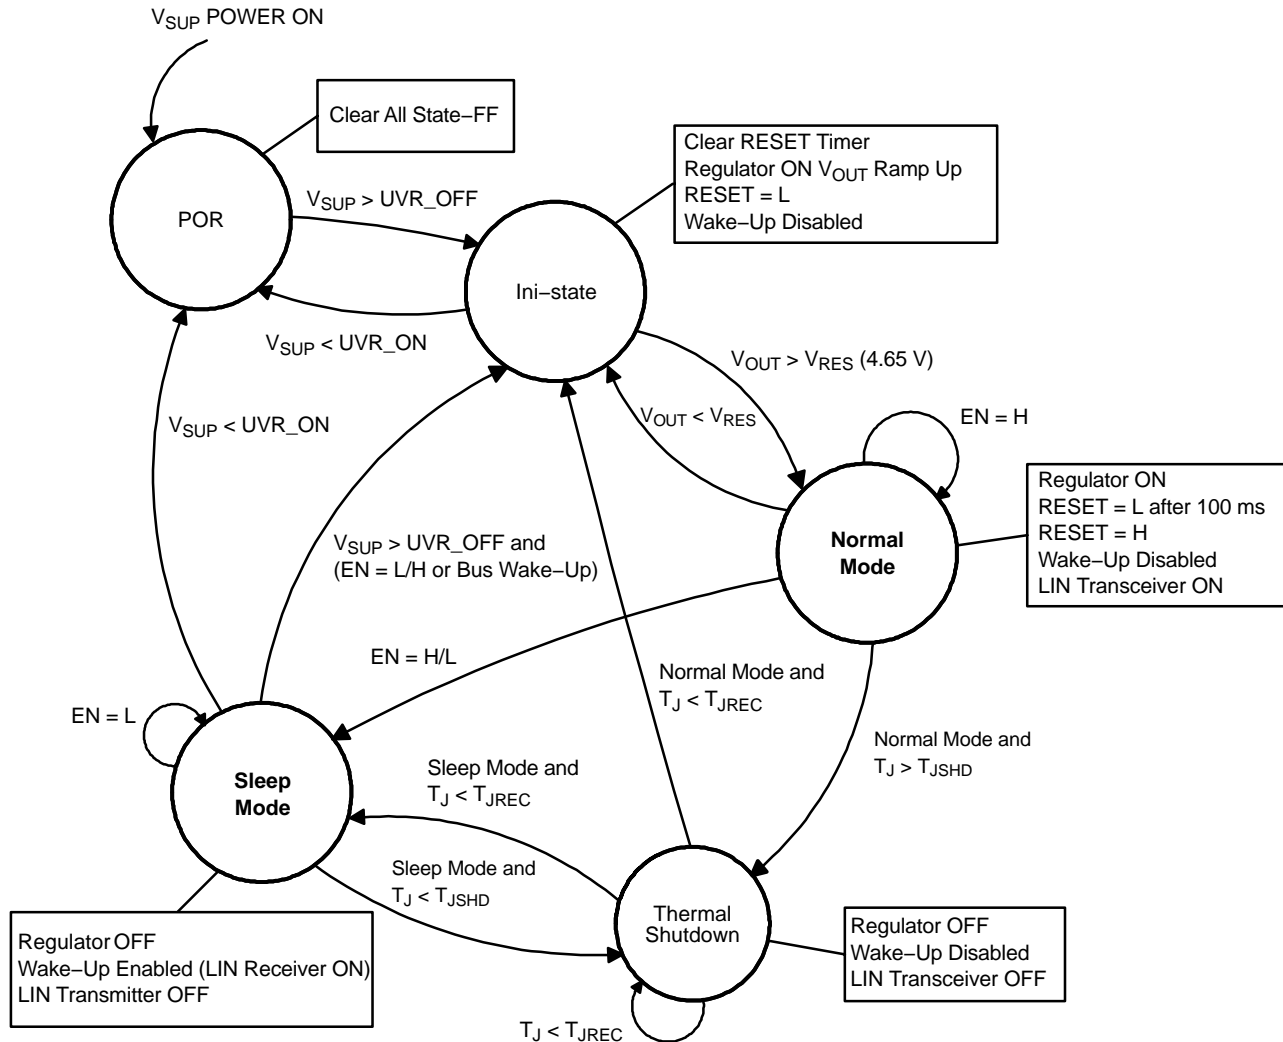 V_SUP POWER ON
Clear All State−FF
Clear RESET Timer
Regulator ON V_OUT Ramp Up
RESET = L
Wake−Up Disabled
V_SUP > UVR_OFF
POR
Ini−state
V_SUP < UVR_ON
V_OUT > V_RES (4.65 V)
V_OUT < V_RES
EN = H
V_SUP < UVR_ON
Regulator ON
RESET = L after 100 ms
RESET = H
Wake−Up Disabled
LIN Transceiver ON
Normal
Mode
V_SUP > UVR_OFF and
(EN = L/H or Bus Wake−Up)
EN = H/L
Normal Mode and
T_J < T_JREC
EN = L
Normal Mode and
T_J > T_JSHD
Sleep
Mode
Sleep Mode and
T_J < T_JREC
Sleep Mode and
T_J < T_JSHD
Thermal
Shutdown
Regulator OFF
Wake−Up Disabled
LIN Transceiver OFF
Regulator OFF
Wake−Up Enabled (LIN Receiver ON)
LIN Transmitter OFF
T_J < T_JREC